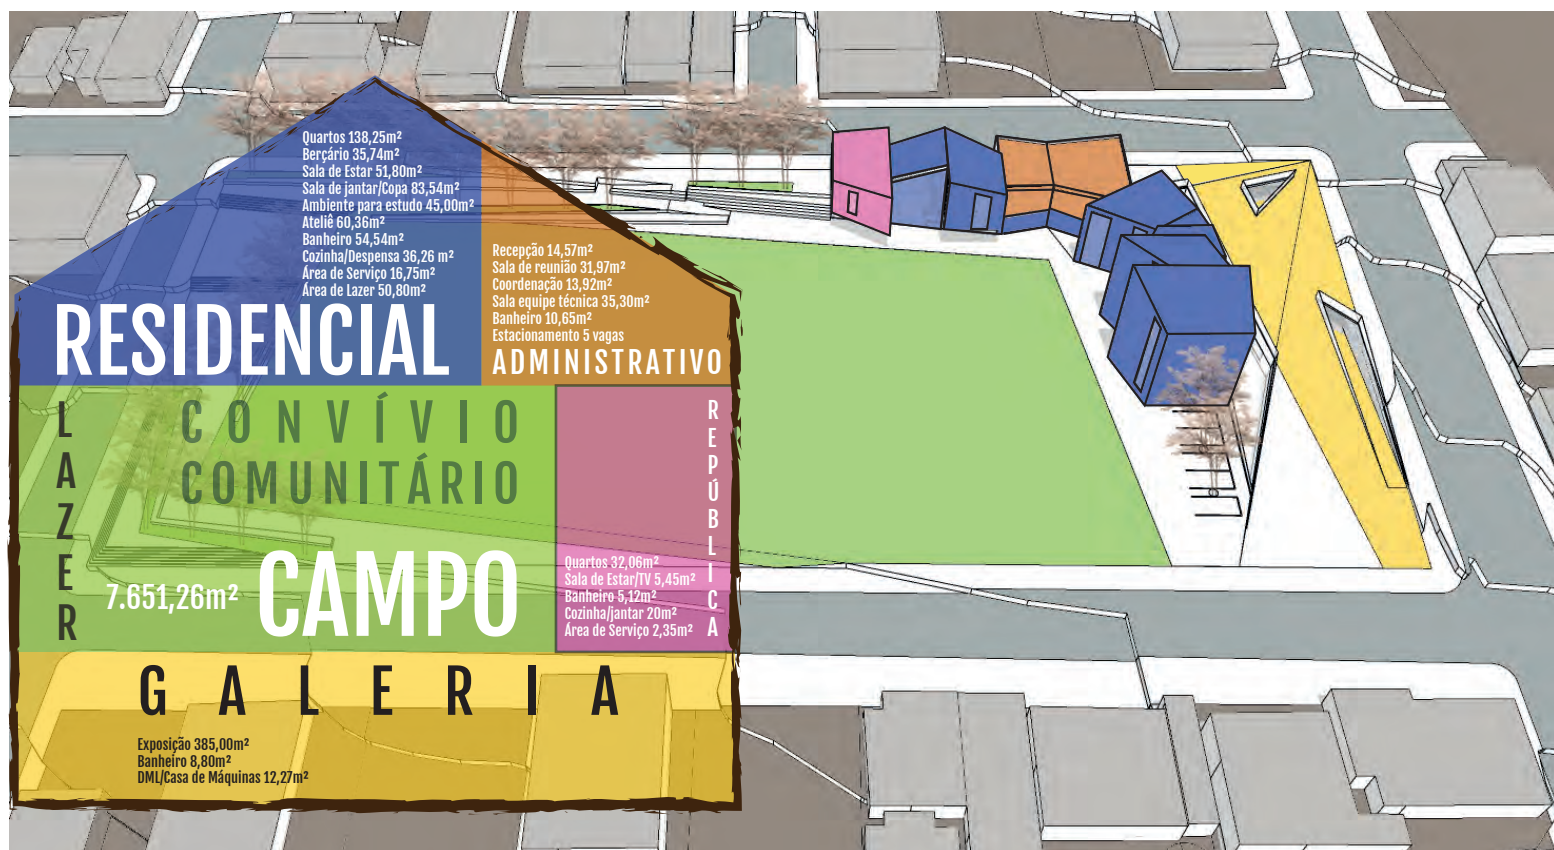 Quartos 138,25m²
Berçário 35,74m²
Sala de Estar 51,80m²
Sala de jantar/Copa 83,54m²
Ambiente para estudo 45,00m²
Ateliê 60,36m²
Banheiro 54,54m²
Cozinha/Despensa 36,26 m²
Área de Serviço 16,75m²
Área de Lazer 50,80m²
RESIDENCIAL
Recepção 14,57m²
Sala de reunião 31,97m²
Coordenação 13,92m²
Sala equipe técnica 35,30m²
Banheiro 10,65m²
Estacionamento 5 vagas
ADMINISTRATIVO
LAZER
CONVÍVIO
COMUNITÁRIO
7.651,26m² CAMPO
REPÚBLICA
Quartos 32,06m²
Sala de Estar/TV 5,45m²
Banheiro 5,12m²
Cozinha/jantar 20m²
Área de Serviço 2,35m²
GALERIA
Exposição 385,00m²
Banheiro 8,80m²
DML/Casa de Máquinas 12,27m²